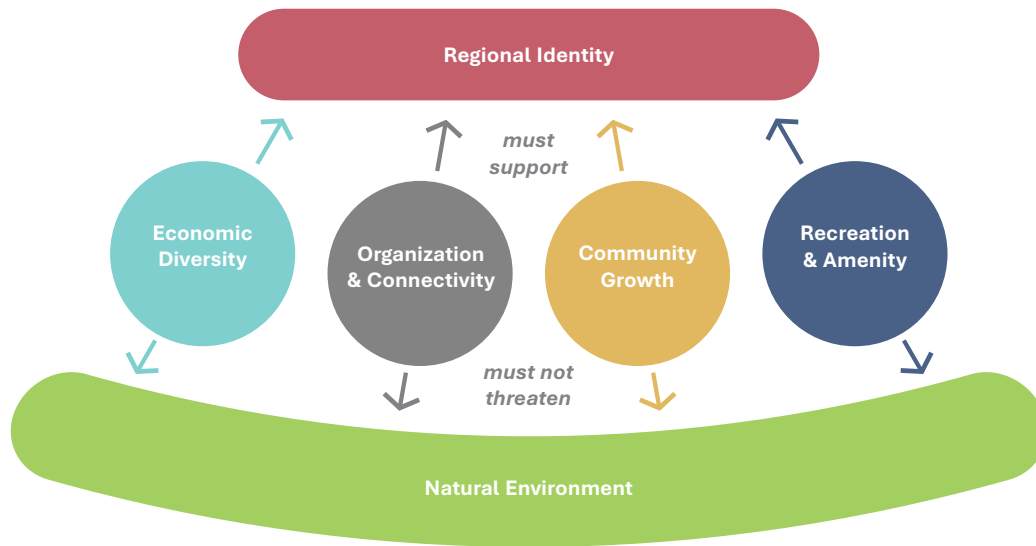 Regional Identity
must
support
Economic
Diversity
Organization
& Connectivity
Community
Growth
Recreation
& Amenity
must not
threaten
Natural Environment